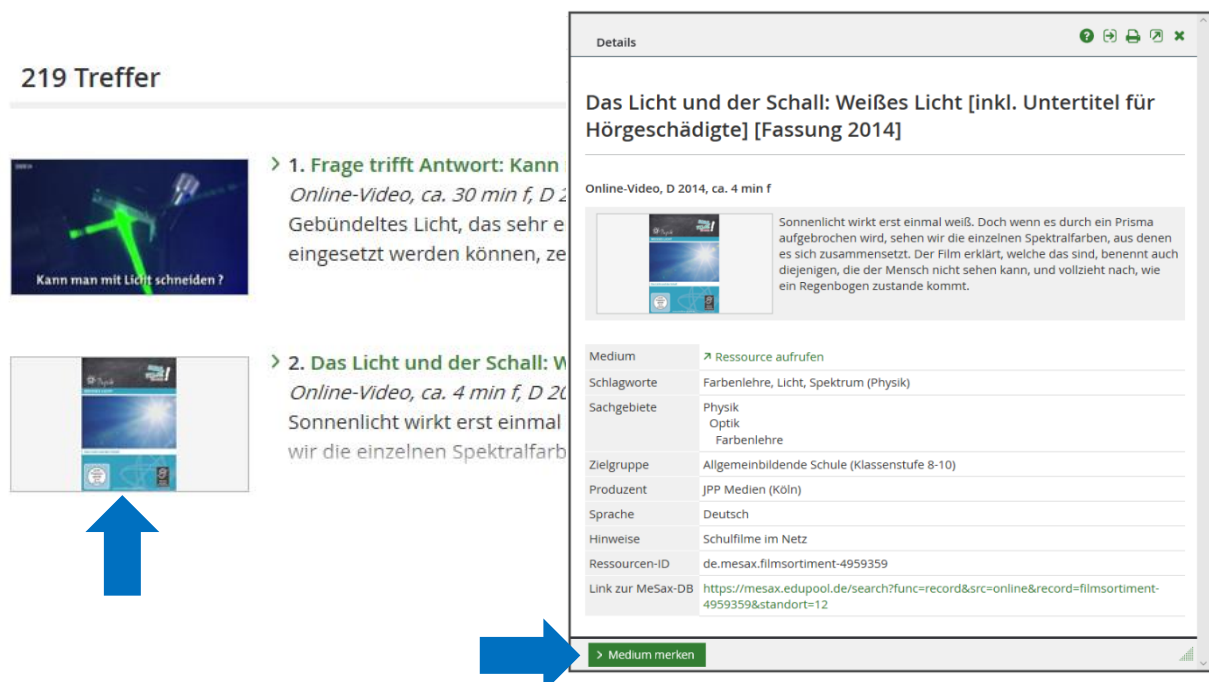 219 Treffer
Kann man mit Licht schneiden ?
1. Frage trifft Antwort: Kann
Online-Video, ca. 30 min f, D 2
Gebündeltes Licht, das sehr e
eingesetzt werden können, ze
2. Das Licht und der Schall: W
Online-Video, ca. 4 min f, D 20
Sonnenlicht wirkt erst einmal
wir die einzelnen Spektralfarb
Details
Das Licht und der Schall: Weißes Licht [inkl. Untertitel für
Hörgeschädigte] [Fassung 2014]
Online-Video, D 2014, ca. 4 min f
Sonnenlicht wirkt erst einmal weiß. Doch wenn es durch ein Prisma
aufgebrochen wird, sehen wir die einzelnen Spektralfarben, aus denen
es sich zusammensetzt. Der Film erklärt, welche das sind, benennt auch
diejenigen, die der Mensch nicht sehen kann, und vollzieht nach, wie
ein Regenbogen zustande kommt.
Medium Ressource aufrufen
Schlagworte Farbenlehre, Licht, Spektrum (Physik)
Sachgebiete Physik
Optik
Farbenlehre
Zielgruppe Allgemeinbildende Schule (Klassenstufe 8-10)
Produzent JPP Medien (Köln)
Sprache Deutsch
Hinweise Schulfilme im Netz
Ressourcen-ID de.mesax.filmsortiment-4959359
Link zur MeSax-DB https://mesax.edupool.de/search?func=record&src=online&record=filmsortiment-
4959359&standort=12
> Medium merken